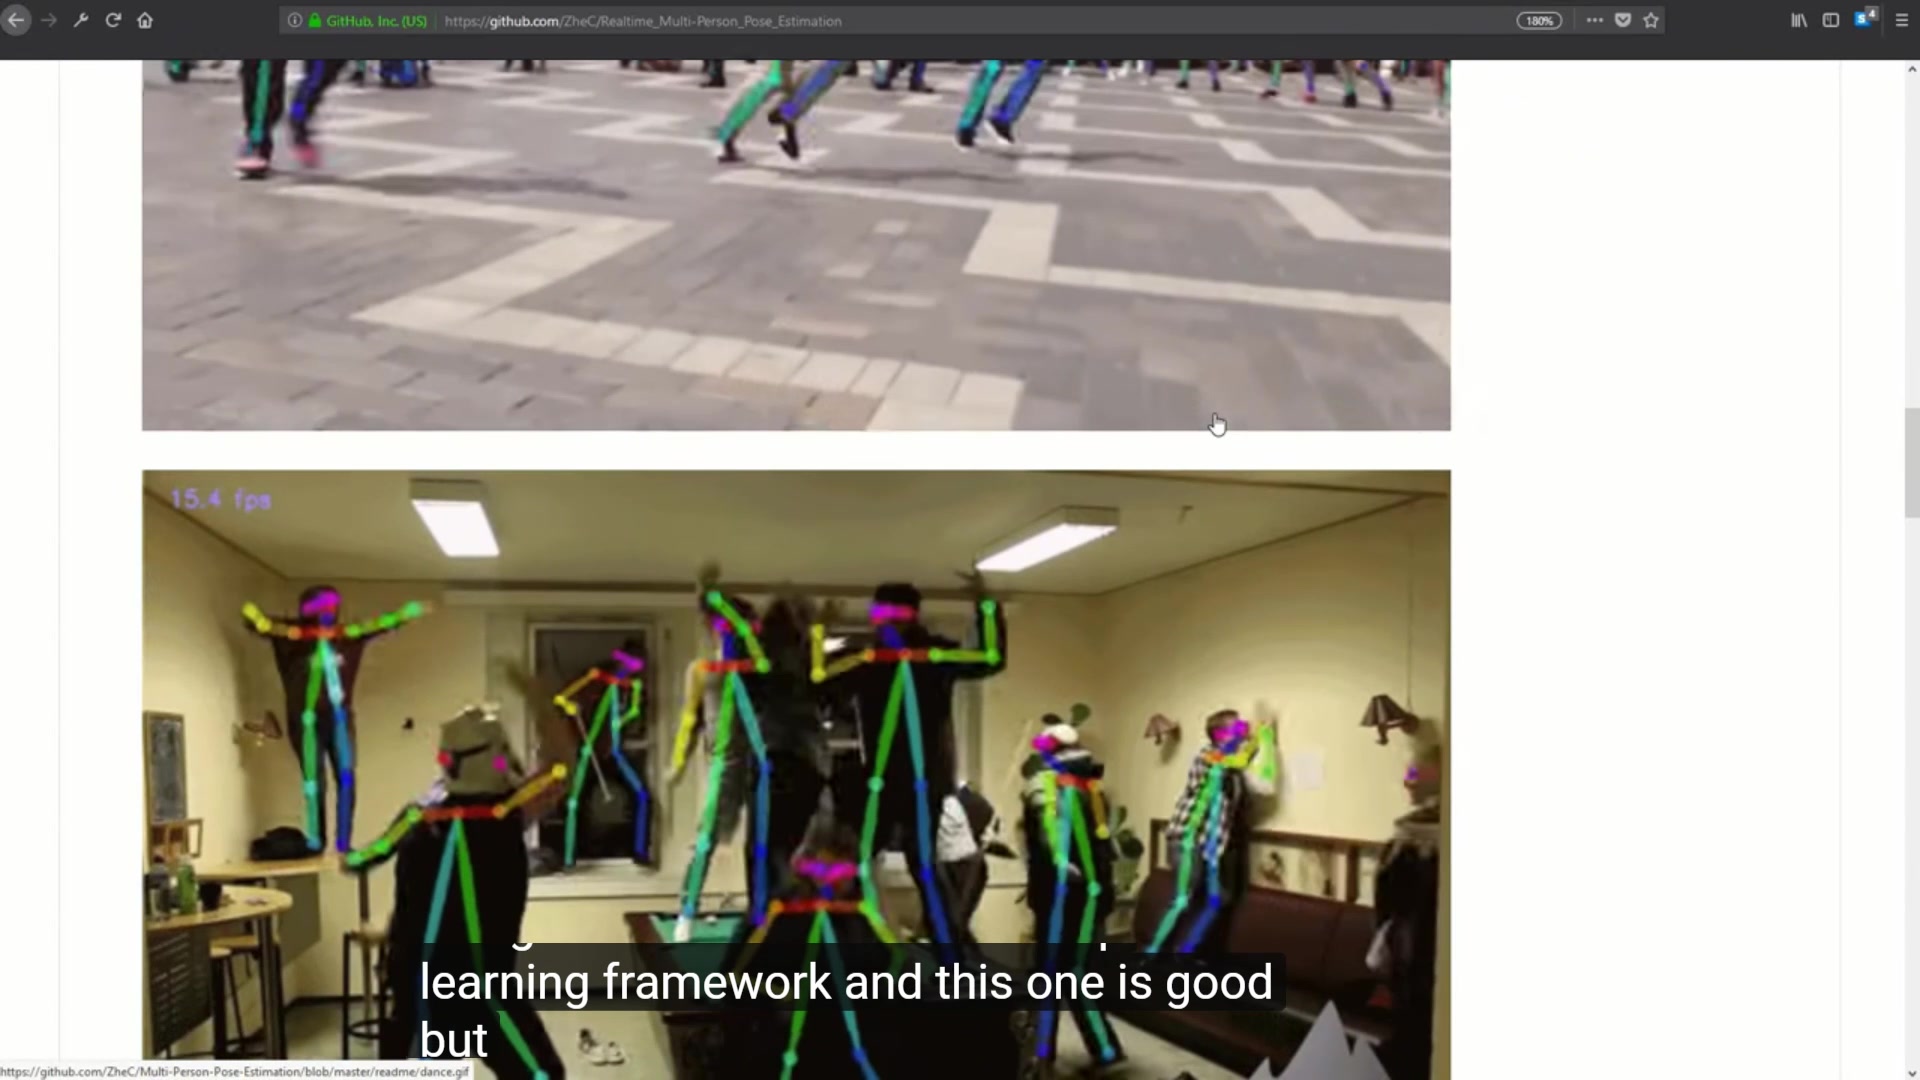 GitHub, Inc. (US)
https://github.com/ZheC/Realtime_Multi-Person_Pose_Estimation
180%
S 4
15.4 fps
learning framework and this one is good
but
https://github.com/ZheC/Multi-Person-Pose-Estimation/blob/master/readme/dance.gif